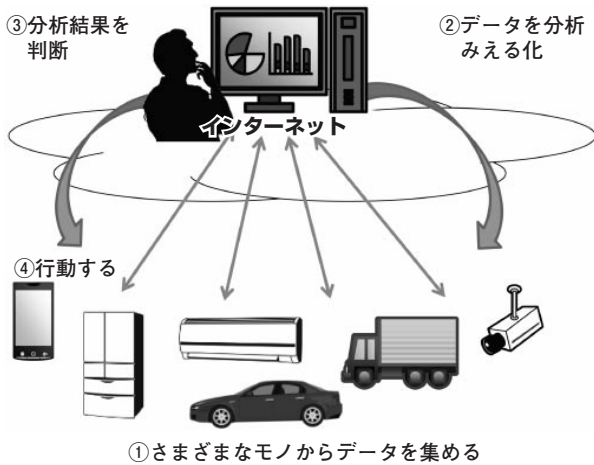 ③分析結果を
判断
②データを分析
みえる化
インターネット
④行動する
①さまざまなモノからデータを集める